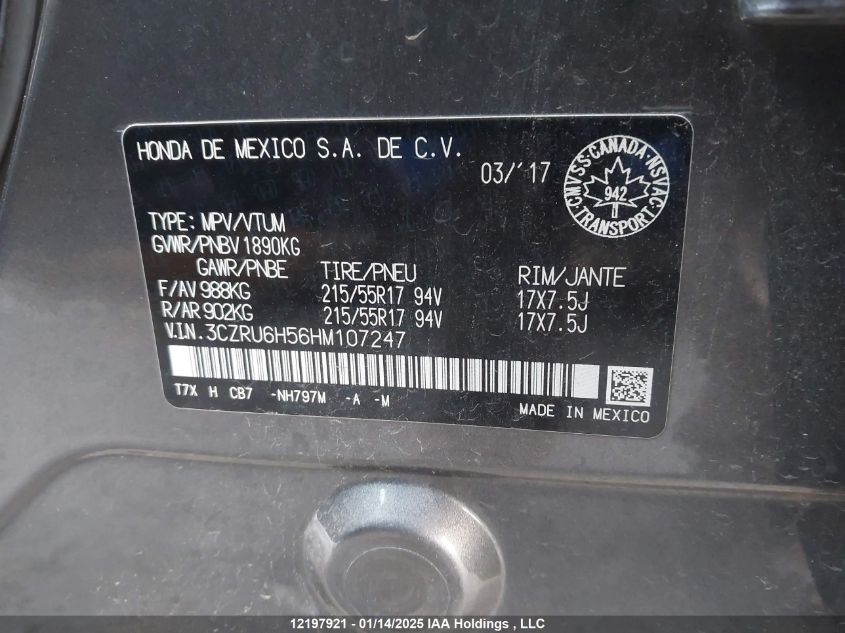 HONDA DE MEXICO S.A. DE C.V.
03/'17
CMVSS·CANADA·NSVAC·
942
TRANSPORT
TYPE: MPV/VTUM
GVWR/PNBV 1890KG
GAWR/PNBE TIRE/PNEU RIM/JANTE
F/AV 988KG 215/55R17 94V 17X7.5J
R/AR 902KG 215/55R17 94V 17X7.5J
V.IN. 3CZRU6H56HM107247
T7X H CB7 -NH797M -A -M
MADE IN MEXICO
12197921 - 01/14/2025 IAA Holdings , LLC